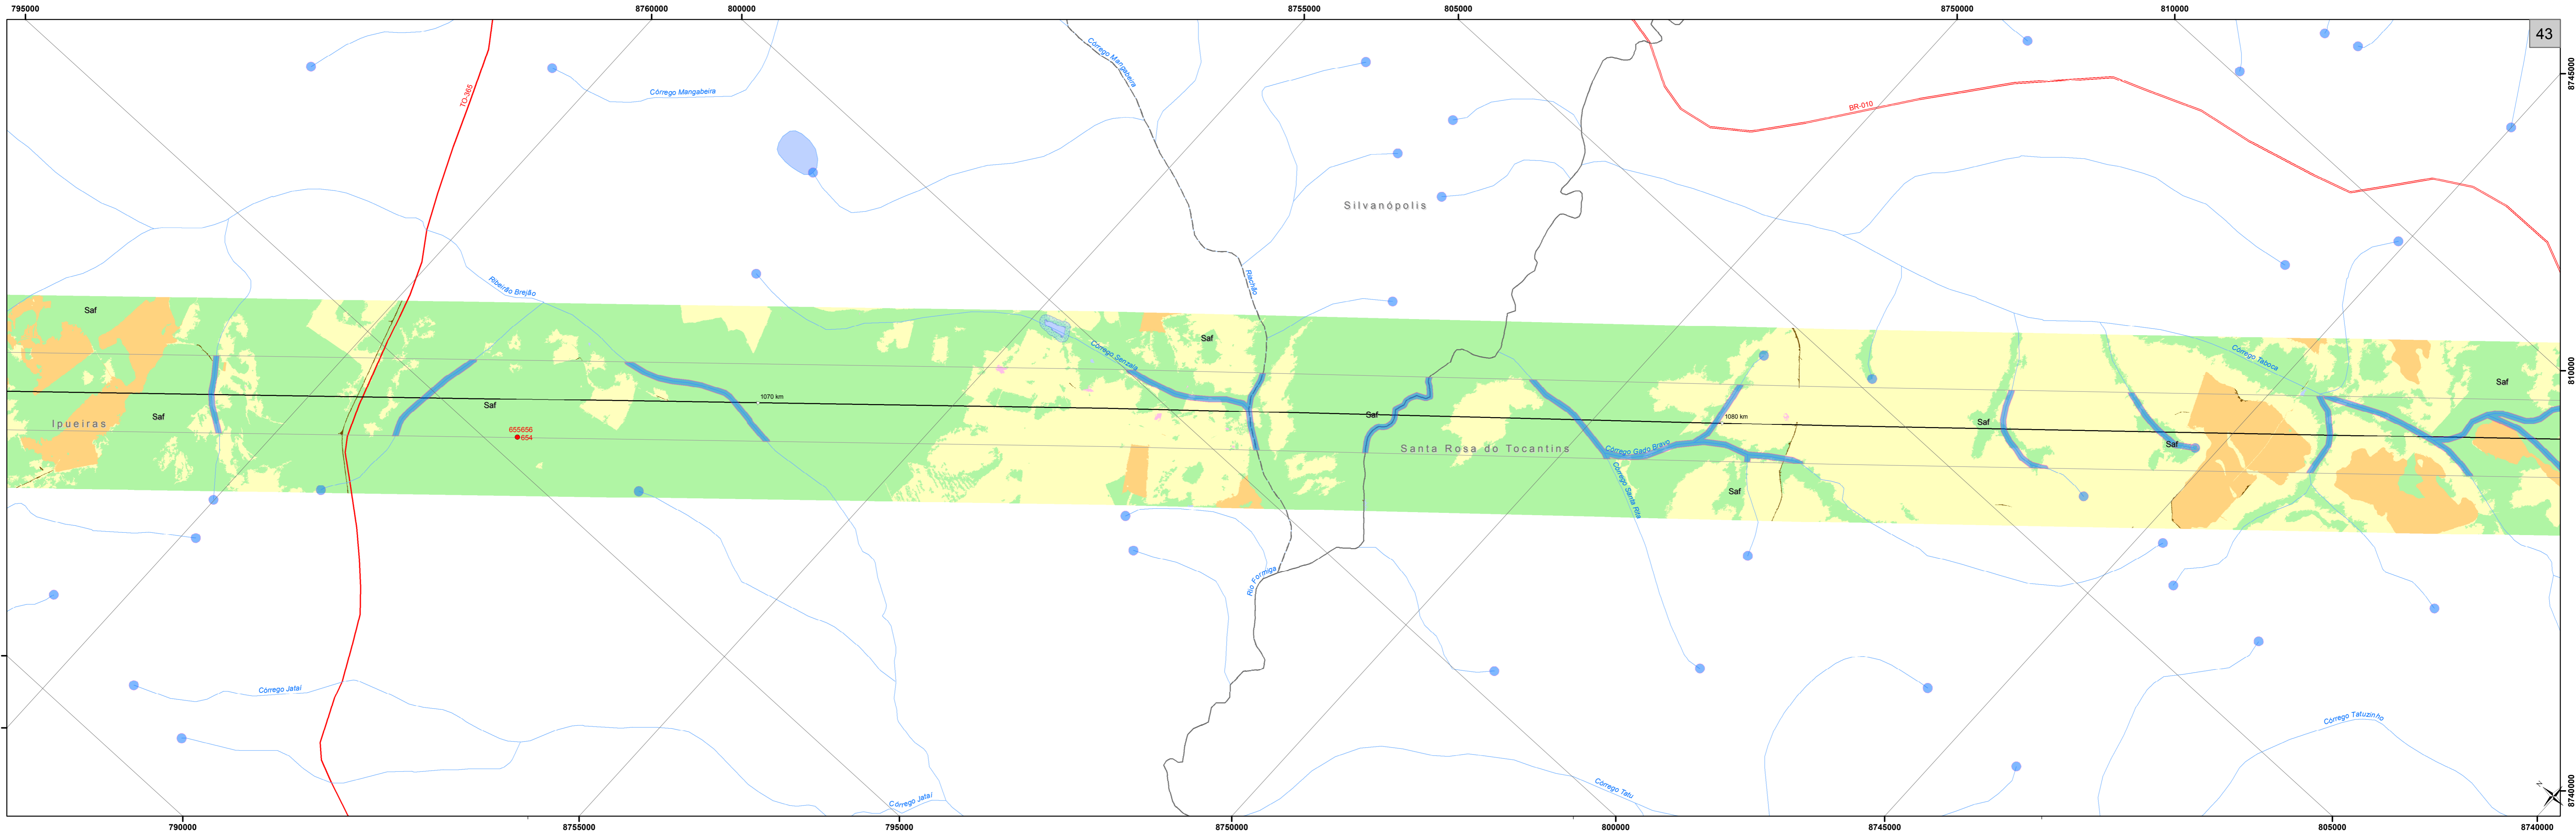 795000
8760000
800000
8755000
805000
8750000
810000
43
8745000
Córrego Mangabeira
TO-365
Córrego Mangabeira
BR-010
Silvanópolis
Riachão
Ribeirão Brejão
Saf
Saf
Córrego Senzala
Córrego Taboca
810000
Saf
1070 km
Saf
Saf
Saf
1080 km
Saf
Ipueiras
655656
654
Santa Rosa do Tocantins
Córrego Gado Bravo
Saf
Córrego Santa Rita
Saf
Rio Formiga
Córrego Jataí
Córrego Tatuzinho
Córrego Jataí
Córrego Tatu
N
8740000
790000
8755000
795000
8750000
800000
8745000
805000
8740000